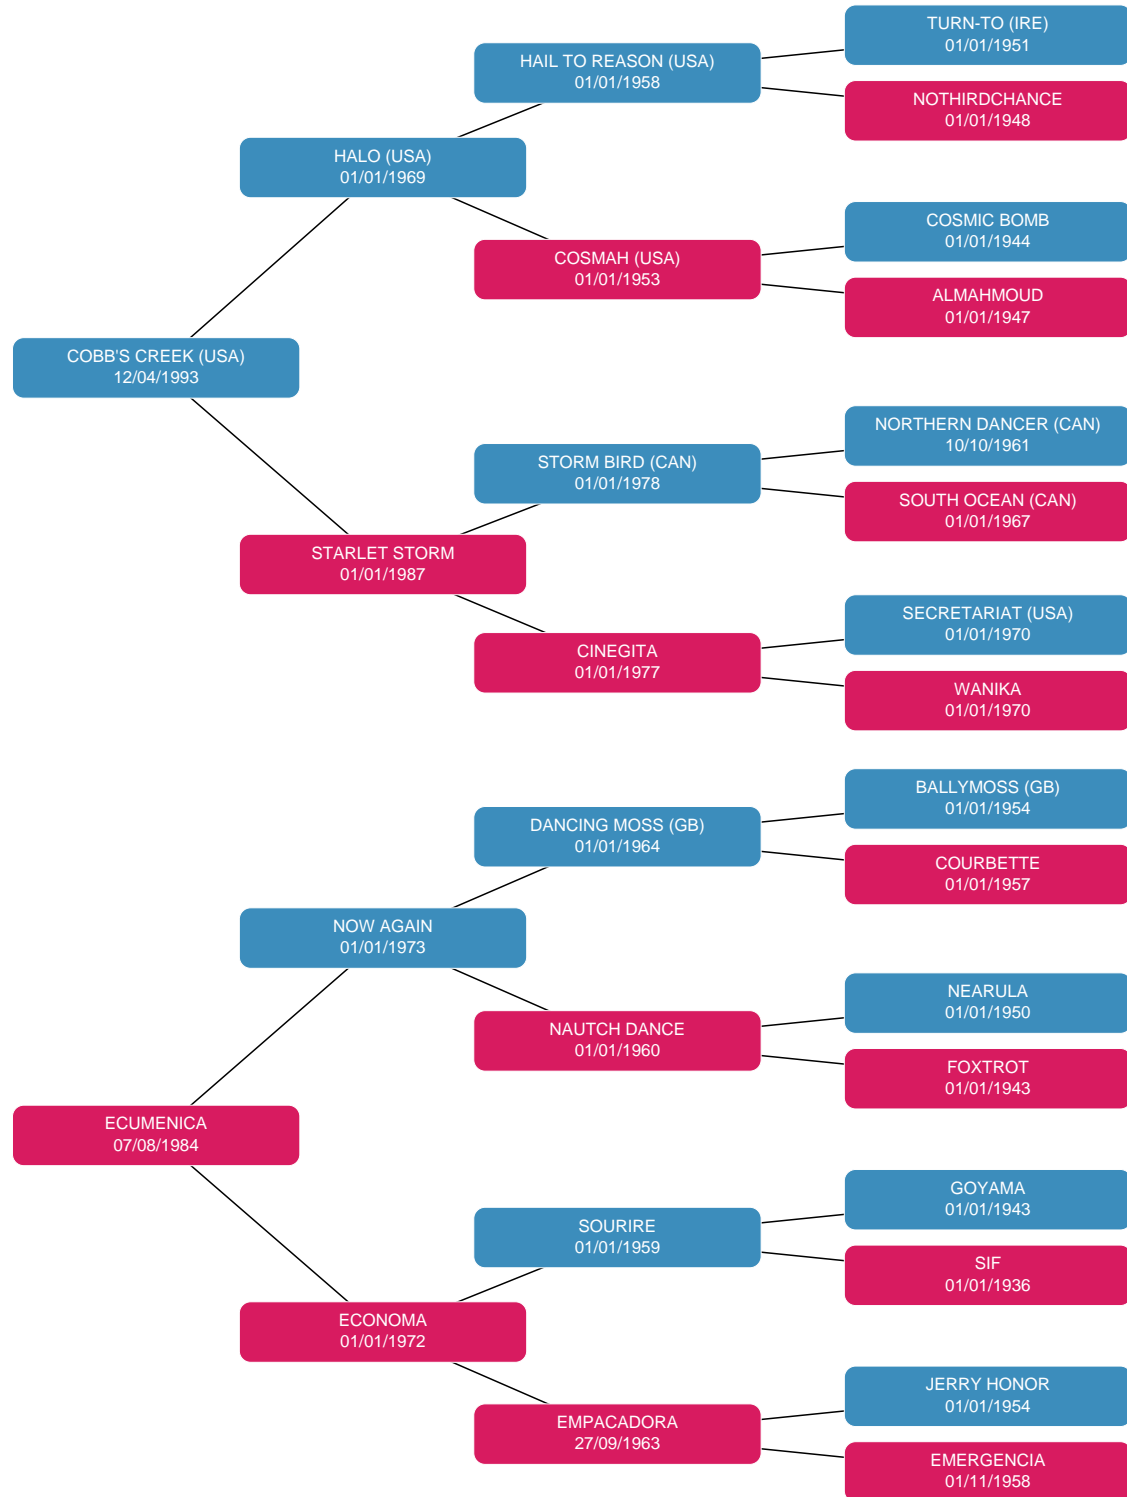 TURN-TO (IRE)
01/01/1951
HAIL TO REASON (USA)
01/01/1958
NOTHIRDCHANCE
01/01/1948
HALO (USA)
01/01/1969
COSMIC BOMB
01/01/1944
COSMAH (USA)
01/01/1953
ALMAHMOUD
01/01/1947
COBB'S CREEK (USA)
12/04/1993
NORTHERN DANCER (CAN)
10/10/1961
STORM BIRD (CAN)
01/01/1978
SOUTH OCEAN (CAN)
01/01/1967
STARLET STORM
01/01/1987
SECRETARIAT (USA)
01/01/1970
CINEGITA
01/01/1977
WANIKA
01/01/1970
BALLYMOSS (GB)
01/01/1954
DANCING MOSS (GB)
01/01/1964
COURBETTE
01/01/1957
NOW AGAIN
01/01/1973
NEARULA
01/01/1950
NAUTCH DANCE
01/01/1960
FOXTROT
01/01/1943
ECUMENICA
07/08/1984
GOYAMA
01/01/1943
SOURIRE
01/01/1959
SIF
01/01/1936
ECONOMA
01/01/1972
JERRY HONOR
01/01/1954
EMPACADORA
27/09/1963
EMERGENCIA
01/11/1958